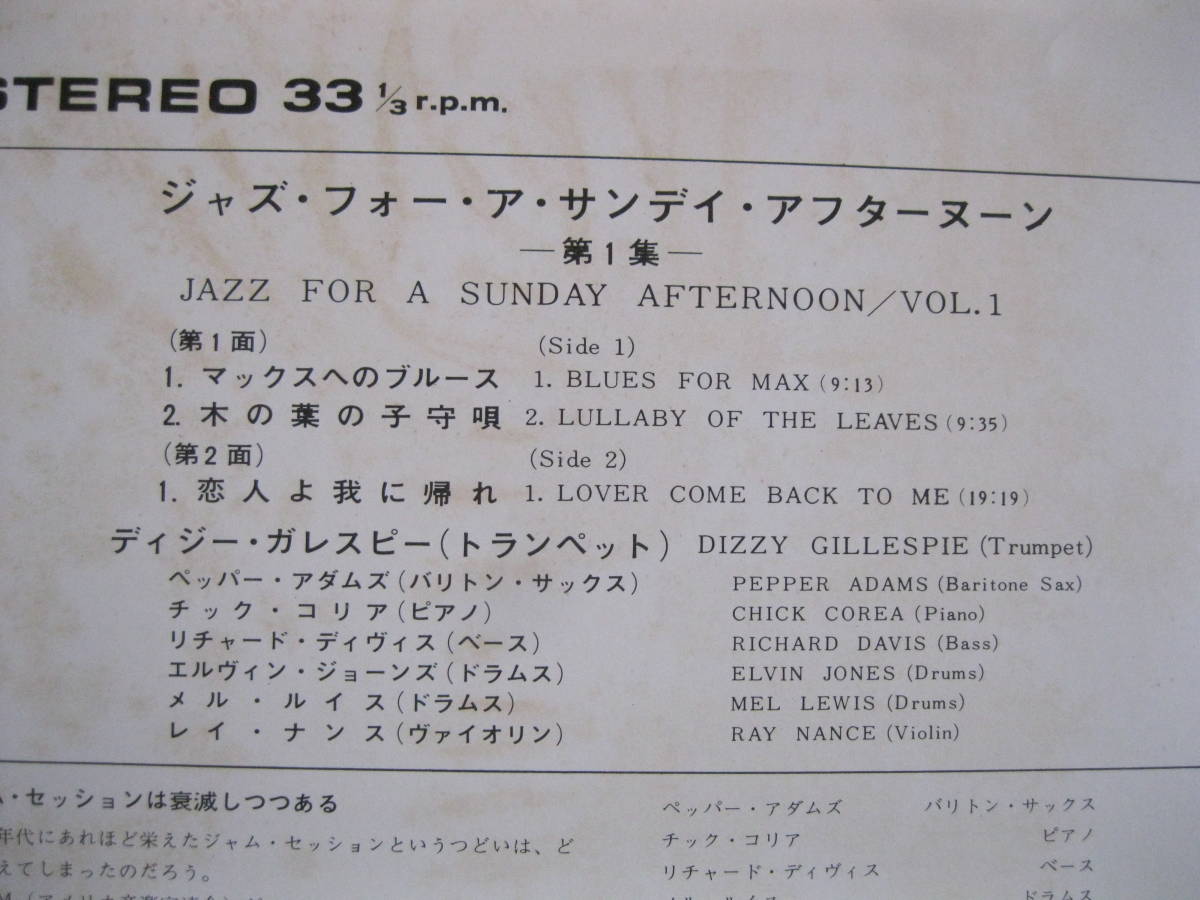 STEREO 33 1/3 r.p.m.
ジャズ・フォー・ア・サンデイ・アフターヌーン
—第1集—
JAZZ FOR A SUNDAY AFTERNOON/VOL.1
(第1面) (Side 1)
1. マックスへのブルース 1. BLUES FOR MAX (9:13)
2. 木の葉の子守唄 2. LULLABY OF THE LEAVES (9:35)
(第2面) (Side 2)
1. 恋人よ我に帰れ 1. LOVER COME BACK TO ME (19:19)
ディジー・ガレスピー(トランペット) DIZZY GILLESPIE (Trumpet)
ペッパー・アダムズ(バリトン・サックス) PEPPER ADAMS (Baritone Sax)
チック・コリア(ピアノ) CHICK COREA (Piano)
リチャード・ディヴィス(ベース) RICHARD DAVIS (Bass)
エルヴィン・ジョーンズ(ドラムス) ELVIN JONES (Drums)
メル・ルイス(ドラムス) MEL LEWIS (Drums)
レイ・ナンス(ヴァイオリン) RAY NANCE (Violin)
・セッションは衰滅しつつある
年代にあれほど栄えたジャム・セッションというつどいは、ど
えてしまったのだろう。
ペッパー・アダムズ バリトン・サックス
チック・コリア ピアノ
リチャード・ディヴィス ベース
メル・ルイス ドラムス